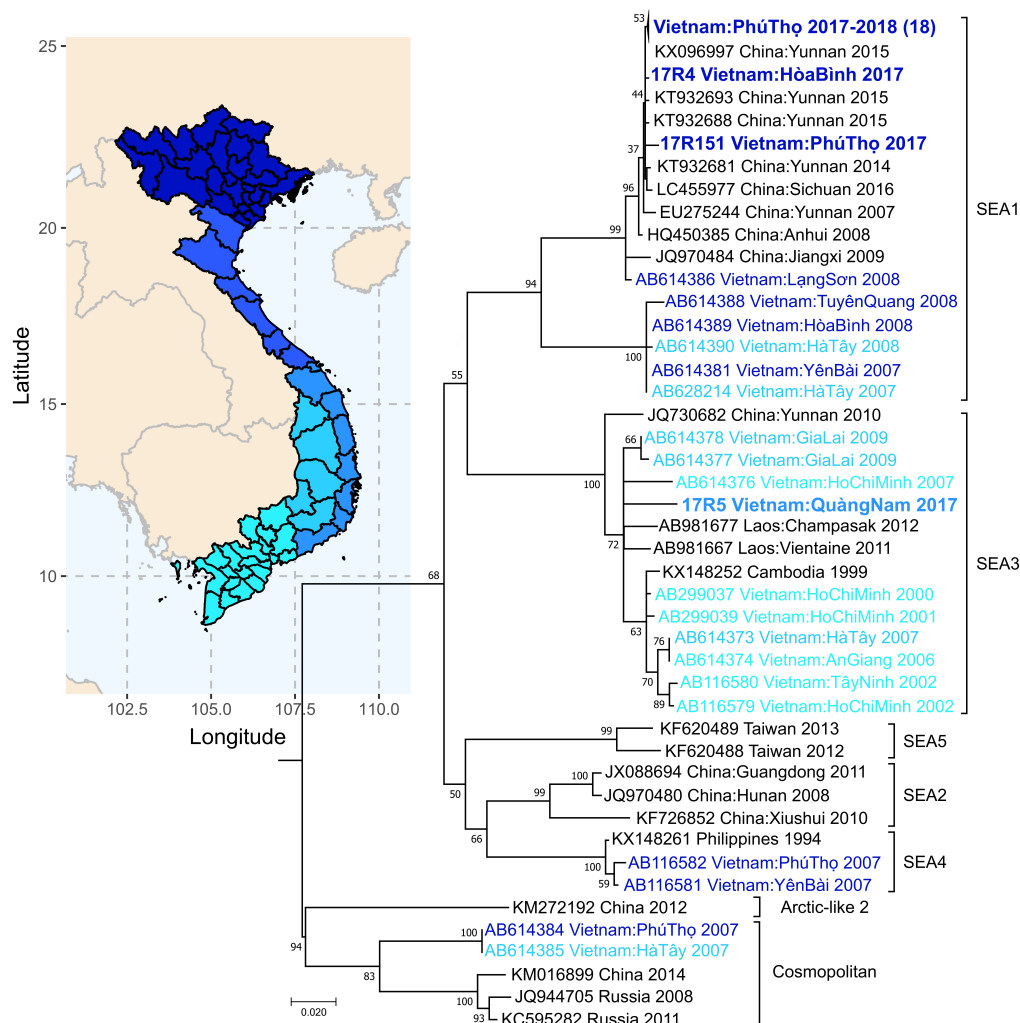 Latitude
25
20
15
10
102.5
105.0
107.5
110.0
Longitude
53
Vietnam:PhúThọ 2017-2018 (18)
KX096997 China:Yunnan 2015
17R4 Vietnam:HòaBình 2017
44
KT932693 China:Yunnan 2015
KT932688 China:Yunnan 2015
17R151 Vietnam:PhúThọ 2017
37
KT932681 China:Yunnan 2014
96
LC455977 China:Sichuan 2016
EU275244 China:Yunnan 2007
SEA1
99
HQ450385 China:Anhui 2008
JQ970484 China:Jiangxi 2009
94
AB614386 Vietnam:LạngSơn 2008
AB614388 Vietnam:TuyênQuang 2008
AB614389 Vietnam:HòaBình 2008
100
AB614390 Vietnam:HàTây 2008
AB614381 Vietnam:YênBài 2007
55
AB628214 Vietnam:HàTây 2007
JQ730682 China:Yunnan 2010
66
AB614378 Vietnam:GiaLai 2009
AB614377 Vietnam:GiaLai 2009
100
AB614376 Vietnam:HoChiMinh 2007
17R5 Vietnam:QuàngNam 2017
AB981677 Laos:Champasak 2012
72
AB981667 Laos:Vientaine 2011
SEA3
68
KX148252 Cambodia 1999
AB299037 Vietnam:HoChiMinh 2000
AB299039 Vietnam:HoChiMinh 2001
63
76
AB614373 Vietnam:HàTây 2007
AB614374 Vietnam:AnGiang 2006
70
AB116580 Vietnam:TâyNinh 2002
89
AB116579 Vietnam:HoChiMinh 2002
99
KF620489 Taiwan 2013
SEA5
KF620488 Taiwan 2012
50
100
JX088694 China:Guangdong 2011
99
JQ970480 China:Hunan 2008
SEA2
KF726852 China:Xiushui 2010
66
KX148261 Philippines 1994
100
AB116582 Vietnam:PhúThọ 2007
SEA4
59
AB116581 Vietnam:YênBài 2007
KM272192 China 2012
Arctic-like 2
94
100
AB614384 Vietnam:PhúThọ 2007
AB614385 Vietnam:HàTây 2007
83
KM016899 China 2014
Cosmopolitan
100
JQ944705 Russia 2008
93
KC595282 Russia 2011
0.020